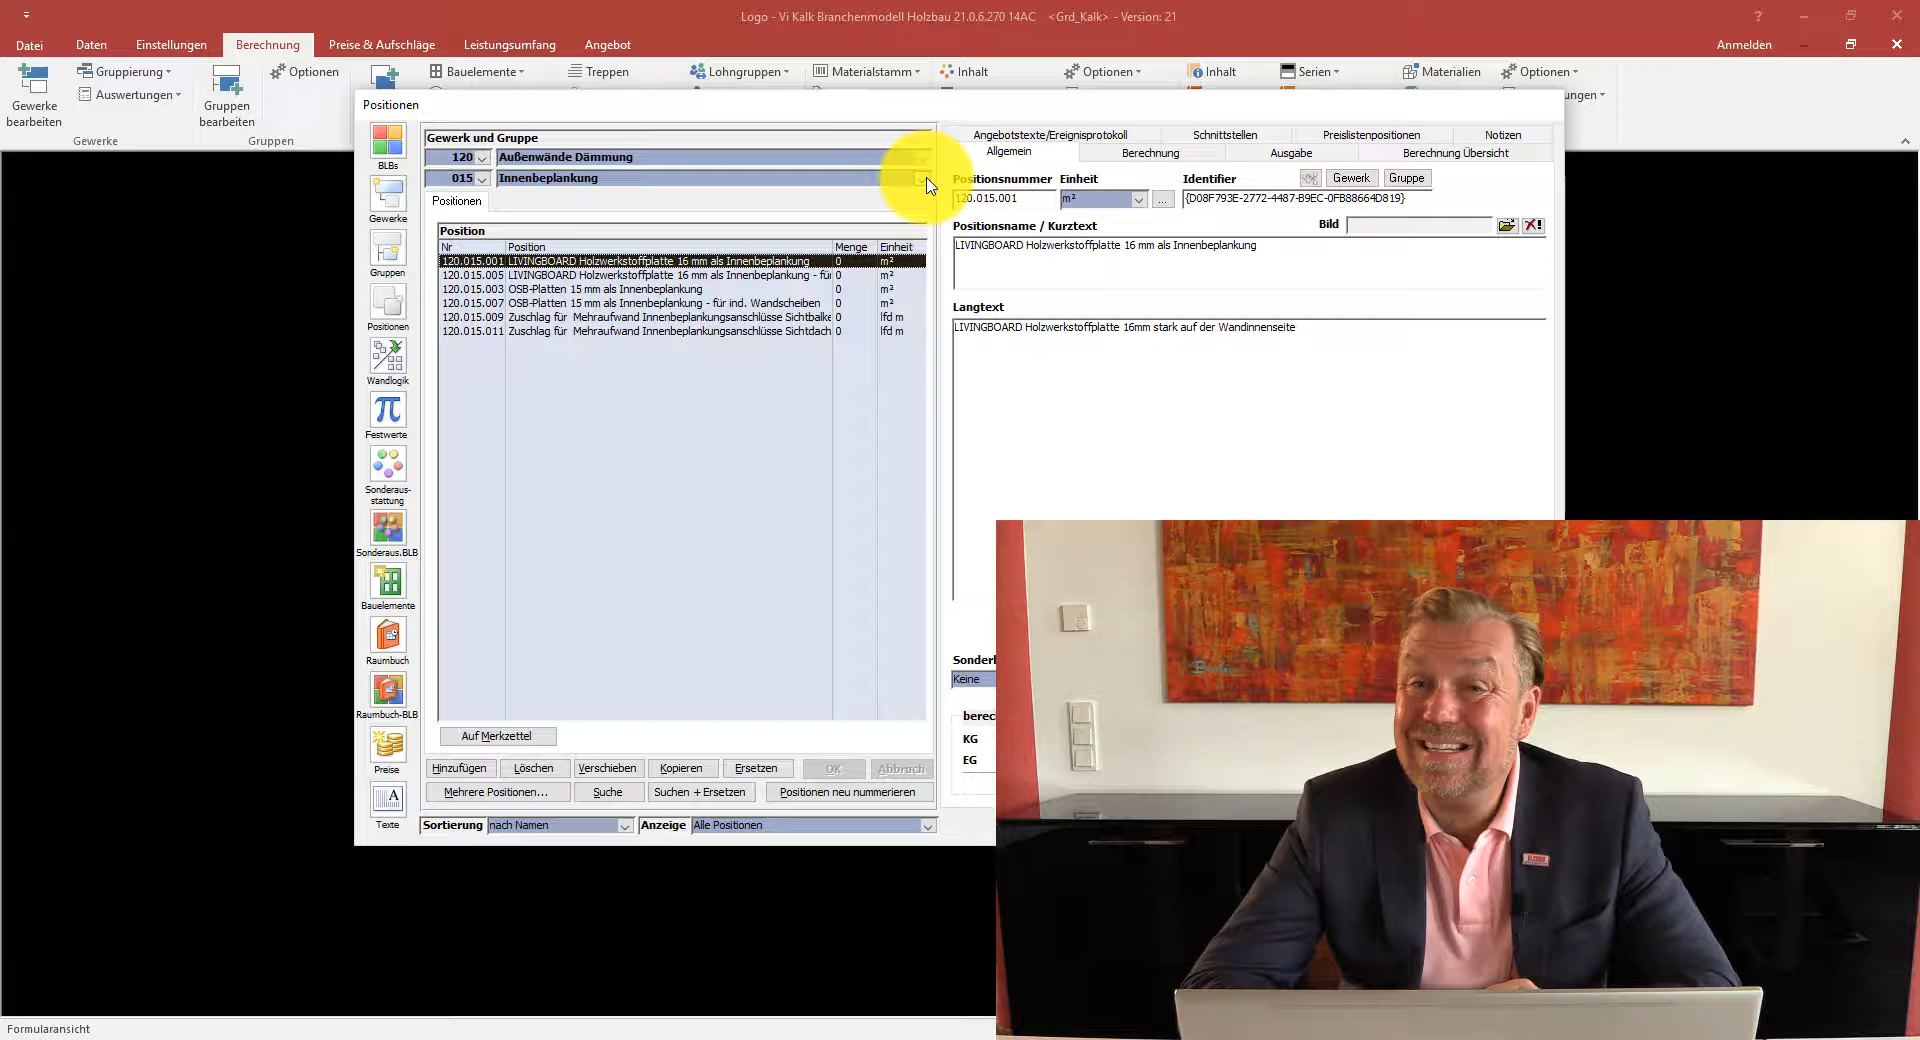 Logo - Vi Kalk Branchenmodell Holzbau 21.0.6.270 14AC <Grd_Kalk> - Version: 21
Datei Daten Einstellungen Berechnung Preise & Aufschläge Leistungsumfang Angebot Anmelden
Gewerke bearbeiten
Gruppierung
Auswertungen
Gewerke
Gruppen bearbeiten
Optionen
Gruppen
Bauelemente
Treppen
Lohngruppen
Materialstamm
Inhalt
Optionen
Inhalt
Serien
Materialien
Optionen
Positionen
BLBs
Gewerke
Gruppen
Positionen
Wandlogik
Festwerte
Sonderaus-
stattung
Sonderaus.BLB
Bauelemente
Raumbuch
Raumbuch-BLB
Preise
Texte
Gewerk und Gruppe
120 Außenwände Dämmung
015 Innenbeplankung
Positionen
Position
Nr Position Menge Einheit
120.015.001 LIVINGBOARD Holzwerkstoffplatte 16 mm als Innenbeplankung 0 m²
120.015.005 LIVINGBOARD Holzwerkstoffplatte 16 mm als Innenbeplankung - für 0 m²
120.015.003 OSB-Platten 15 mm als Innenbeplankung 0 m²
120.015.007 OSB-Platten 15 mm als Innenbeplankung - für ind. Wandscheiben 0 m²
120.015.009 Zuschlag für Mehraufwand Innenbeplankungsanschlüsse Sichtbalke 0 lfd m
120.015.011 Zuschlag für Mehraufwand Innenbeplankungsanschlüsse Sichtdach 0 lfd m
Auf Merkzettel
Hinzufügen Löschen Verschieben Kopieren Ersetzen OK Abbruch
Mehrere Positionen... Suche Suchen + Ersetzen Positionen neu nummerieren
Sortierung nach Namen Anzeige Alle Positionen
Angebotstexte/Ereignisprotokoll Schnittstellen Preislistenpositionen Notizen
Allgemein Berechnung Ausgabe Berechnung Übersicht
Positionsnummer Einheit Identifier Gewerk Gruppe
120.015.001 m² ... {D08F793E-2772-4487-B9EC-0FB88664D819}
Positionsname / Kurztext Bild
LIVINGBOARD Holzwerkstoffplatte 16 mm als Innenbeplankung
Langtext
LIVINGBOARD Holzwerkstoffplatte 16mm stark auf der Wandinnenseite
Keine
KG
EG
Formularansicht